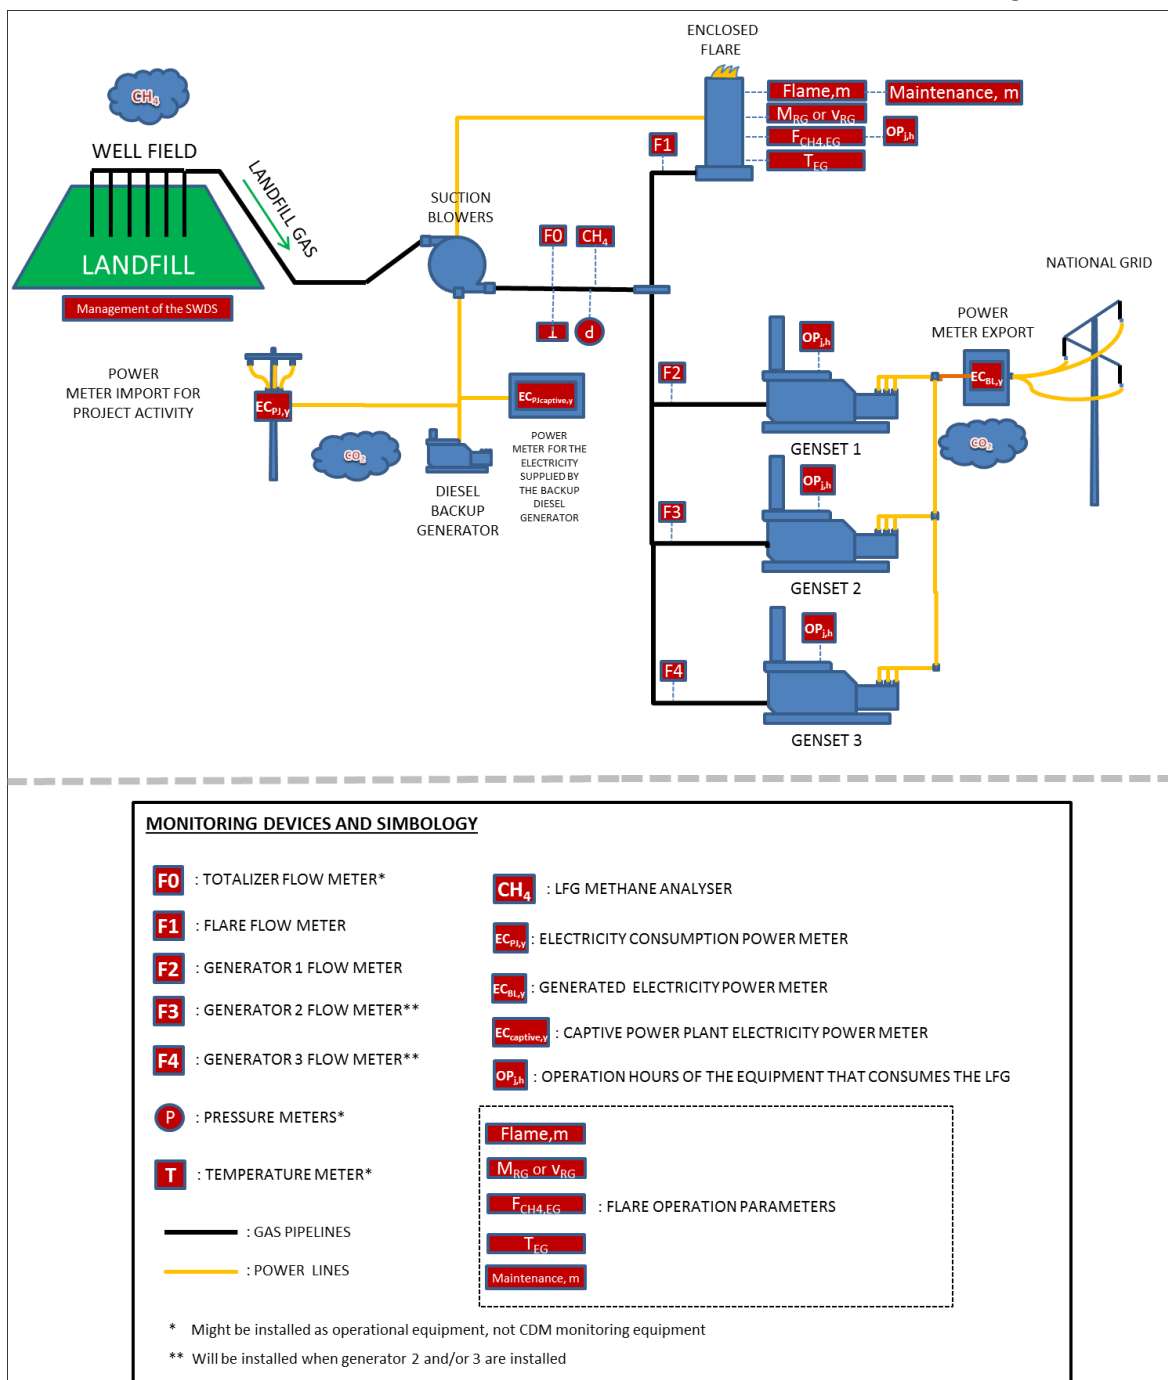 ENCLOSED
FLARE
CH4
Flame,m
Maintenance, m
MRG or vRG
FCH4,EG
OPj,h
TEG
F1
WELL FIELD
LANDFILL GAS
LANDFILL
Management of the SWDS
SUCTION
BLOWERS
F0
CH4
T
P
NATIONAL GRID
POWER
METER EXPORT
ECBL,y
OPj,h
F2
GENSET 1
POWER
METER IMPORT FOR
PROJECT ACTIVITY
ECPJ,y
CO2
ECPJcaptive,y
DIESEL
BACKUP
GENERATOR
POWER
METER FOR THE
ELECTRICITY
SUPPLIED BY
THE BACKUP
DIESEL
GENERATOR
CO2
OPj,h
F3
GENSET 2
OPj,h
F4
GENSET 3
MONITORING DEVICES AND SIMBOLOGY
F0 : TOTALIZER FLOW METER*
F1 : FLARE FLOW METER
F2 : GENERATOR 1 FLOW METER
F3 : GENERATOR 2 FLOW METER**
F4 : GENERATOR 3 FLOW METER**
P : PRESSURE METERS*
T : TEMPERATURE METER*
: GAS PIPELINES
: POWER LINES
CH4 : LFG METHANE ANALYSER
ECPJ,y : ELECTRICITY CONSUMPTION POWER METER
ECBL,y : GENERATED ELECTRICITY POWER METER
ECcaptive,y : CAPTIVE POWER PLANT ELECTRICITY POWER METER
OPj,h : OPERATION HOURS OF THE EQUIPMENT THAT CONSUMES THE LFG
Flame,m
MRG or vRG
FCH4,EG : FLARE OPERATION PARAMETERS
TEG
Maintenance, m
* Might be installed as operational equipment, not CDM monitoring equipment
** Will be installed when generator 2 and/or 3 are installed